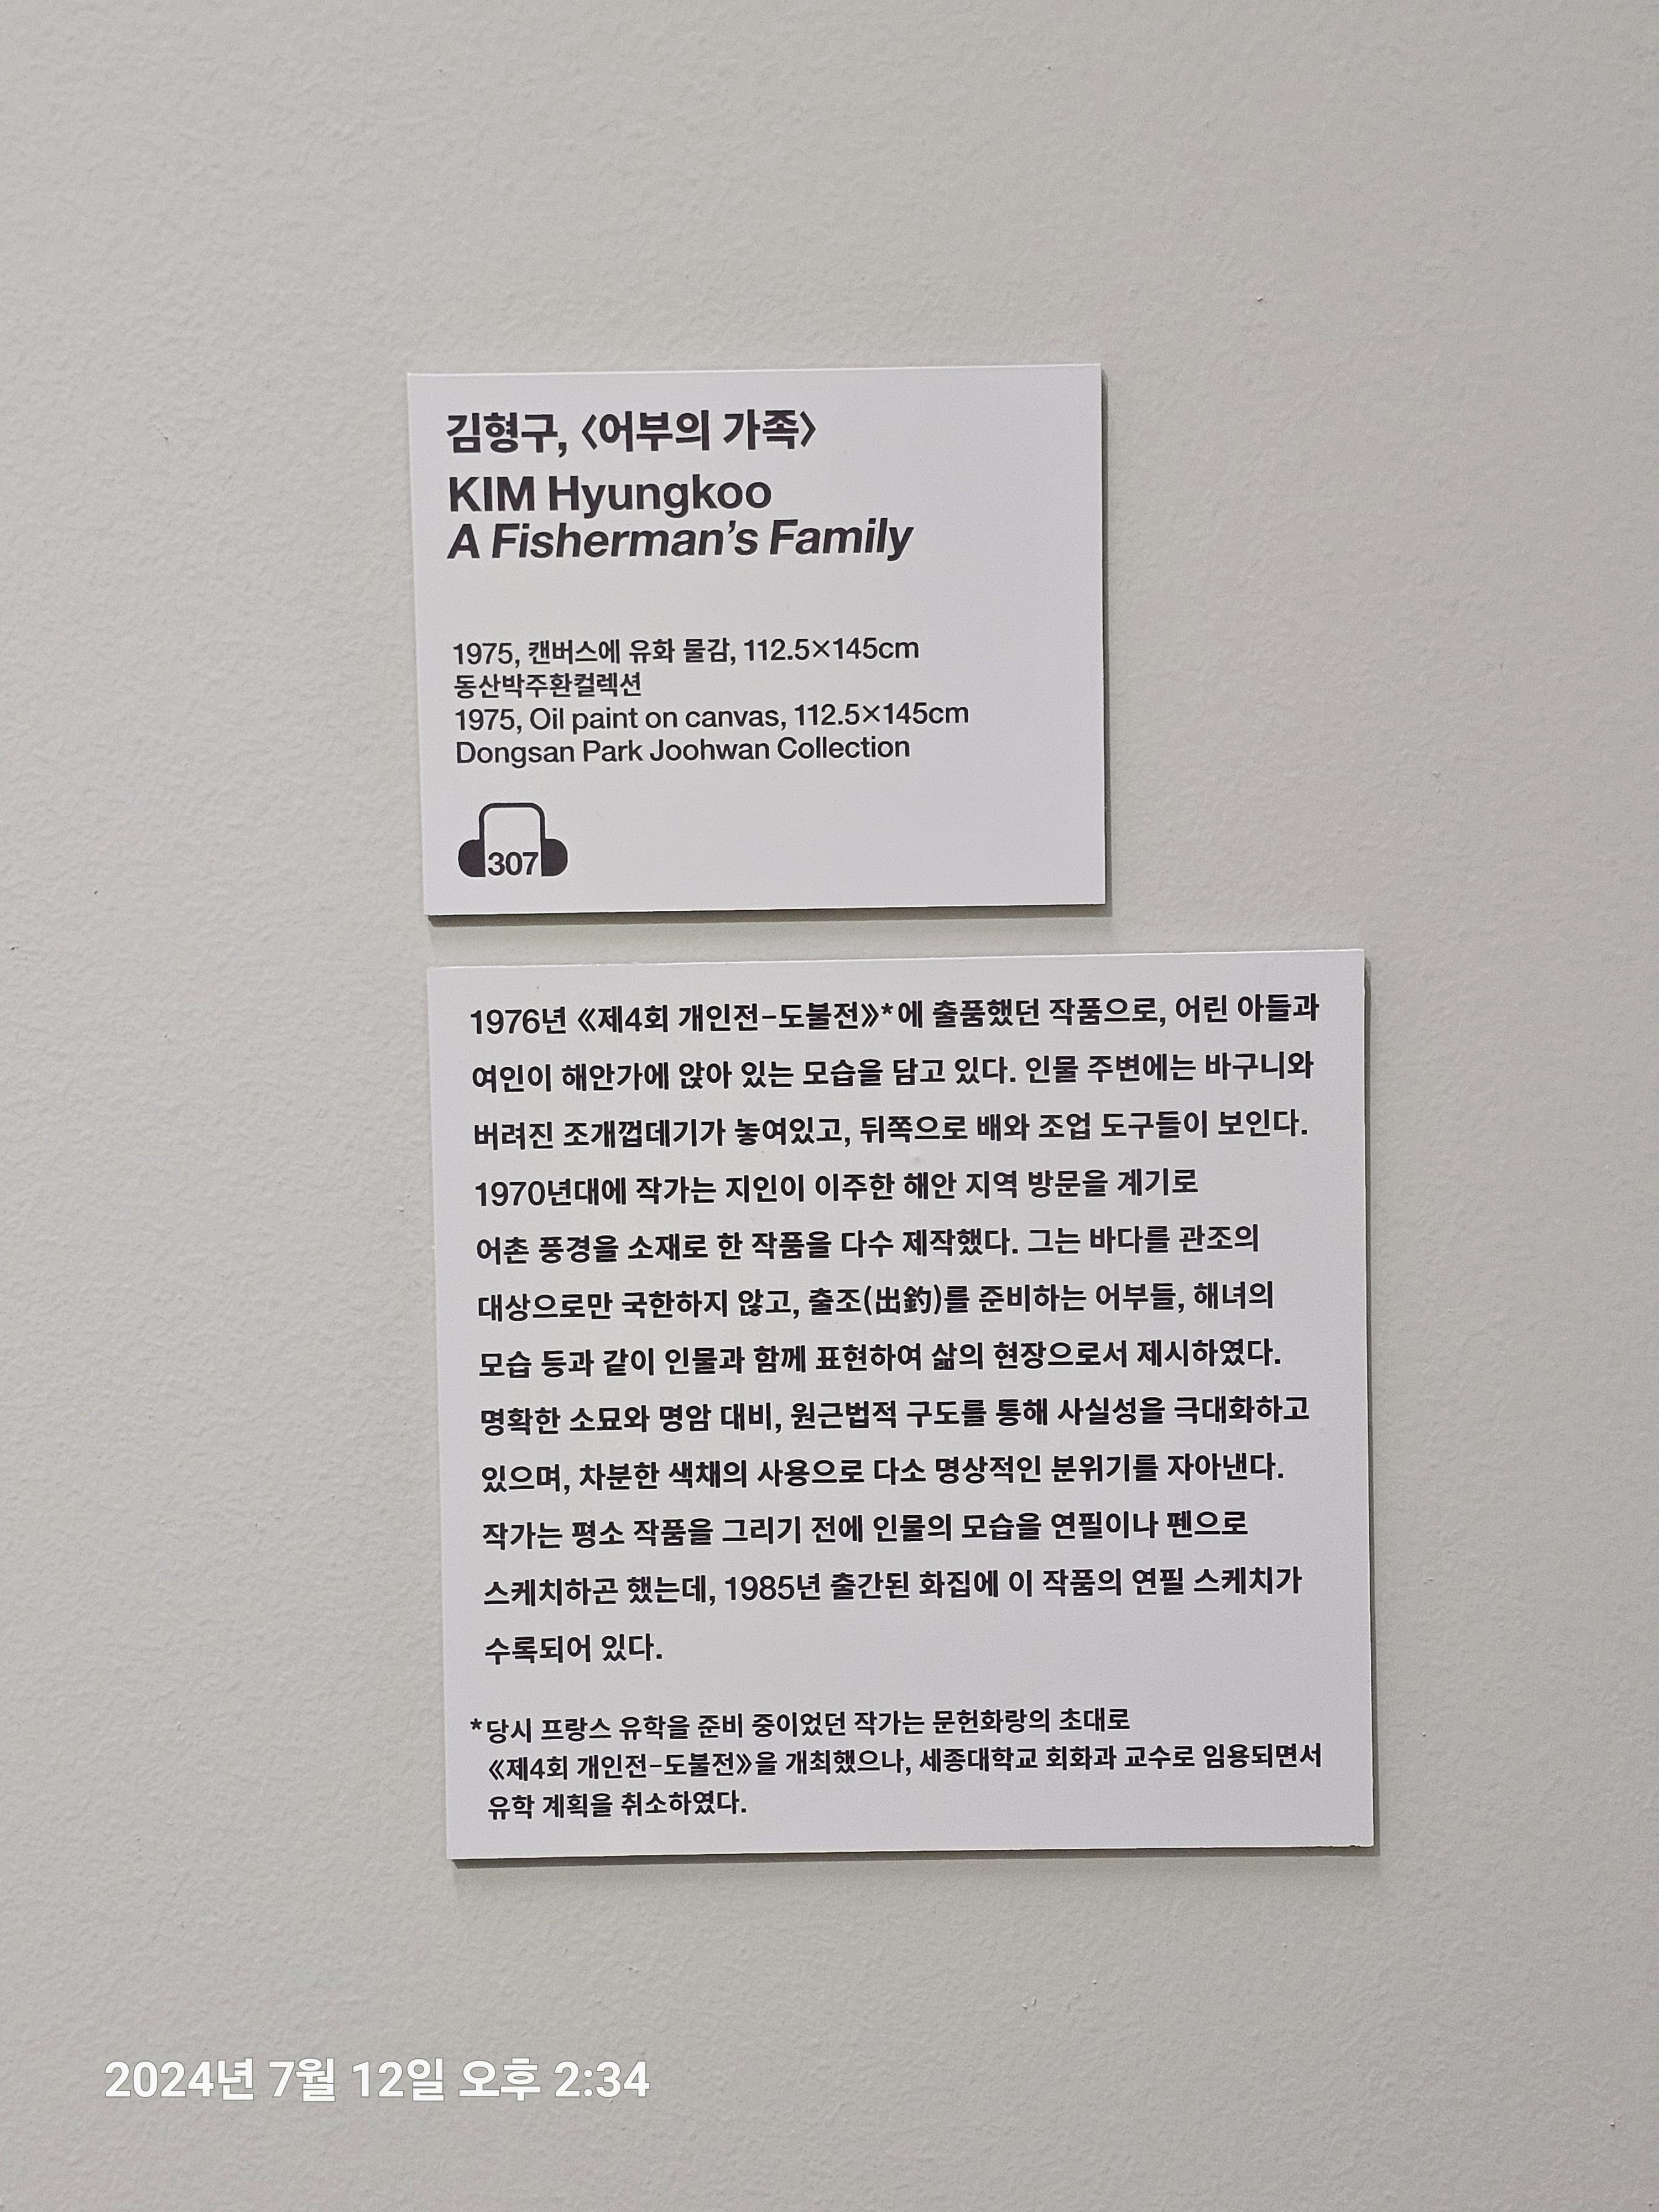 김형구, 〈어부의 가족〉
KIM Hyungkoo
A Fisherman’s Family
1975, 캔버스에 유화 물감, 112.5×145cm
동산박주환컬렉션
1975, Oil paint on canvas, 112.5×145cm
Dongsan Park Joohwan Collection
307
1976년 《제4회 개인전-도불전》*에 출품했던 작품으로, 어린 아들과
여인이 해안가에 앉아 있는 모습을 담고 있다. 인물 주변에는 바구니와
버려진 조개껍데기가 놓여있고, 뒤쪽으로 배와 조업 도구들이 보인다.
1970년대에 작가는 지인이 이주한 해안 지역 방문을 계기로
어촌 풍경을 소재로 한 작품을 다수 제작했다. 그는 바다를 관조의
대상으로만 국한하지 않고, 출조(出釣)를 준비하는 어부들, 해녀의
모습 등과 같이 인물과 함께 표현하여 삶의 현장으로서 제시하였다.
명확한 소묘와 명암 대비, 원근법적 구도를 통해 사실성을 극대화하고
있으며, 차분한 색채의 사용으로 다소 명상적인 분위기를 자아낸다.
작가는 평소 작품을 그리기 전에 인물의 모습을 연필이나 펜으로
스케치하곤 했는데, 1985년 출간된 화집에 이 작품의 연필 스케치가
수록되어 있다.
*당시 프랑스 유학을 준비 중이었던 작가는 문헌화랑의 초대로
《제4회 개인전-도불전》을 개최했으나, 세종대학교 회화과 교수로 임용되면서
유학 계획을 취소하였다.
2024년 7월 12일 오후 2:34